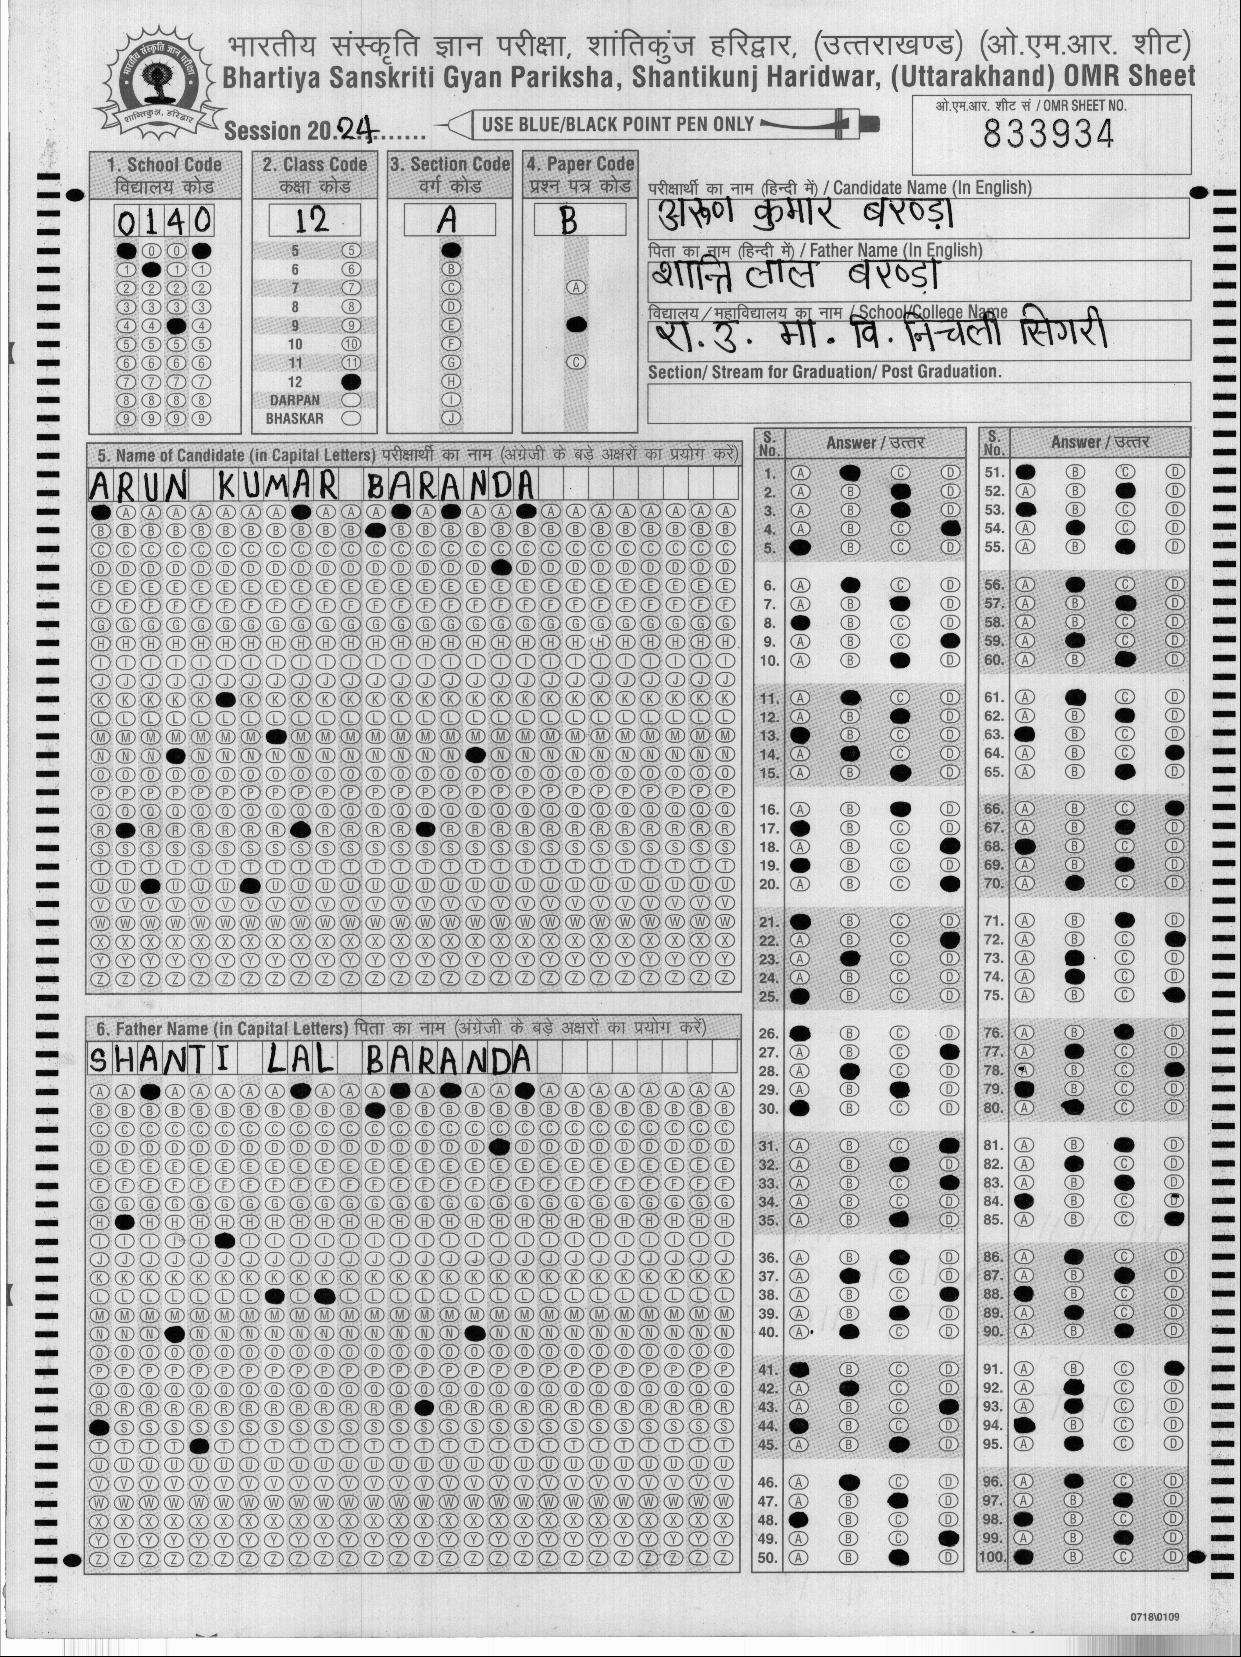 भारतीय संस्कृति ज्ञान परीक्षा, शांतिकुंज हरिद्वार, (उत्तराखण्ड) (ओ.एम.आर. शीट)
Bhartiya Sanskriti Gyan Pariksha, Shantikunj Haridwar, (Uttarakhand) OMR Sheet
Session 20.24.......
USE BLUE/BLACK POINT PEN ONLY
ओ.एम.आर. शीट सं / OMR SHEET NO.
833934
1. School Code
विद्यालय कोड
0140
2. Class Code
कक्षा कोड
12
5
6
7
8
9
10
11
12
DARPAN
BHASKAR
3. Section Code
वर्ग कोड
A
4. Paper Code
प्रश्न पत्र कोड
B
परीक्षार्थी का नाम (हिन्दी में) / Candidate Name (In English)
अरूण कुमार बरण्ड़ा
पिता का नाम (हिन्दी में) / Father Name (In English)
शान्ति लाल बरण्ड़ा
विद्यालय / महाविद्यालय का नाम / School/College Name
रा. उ. मा. वि. निचली सिगरी
Section/ Stream for Graduation/ Post Graduation.
5. Name of Candidate (in Capital Letters) परीक्षार्थी का नाम (अंग्रेजी के बड़े अक्षरों का प्रयोग करें)
ARUN KUMAR BARANDA
6. Father Name (in Capital Letters) पिता का नाम (अंग्रेजी के बड़े अक्षरों का प्रयोग करें)
SHANTI LAL BARANDA
S. No. Answer / उत्तर
S. No. Answer / उत्तर
0718\0109